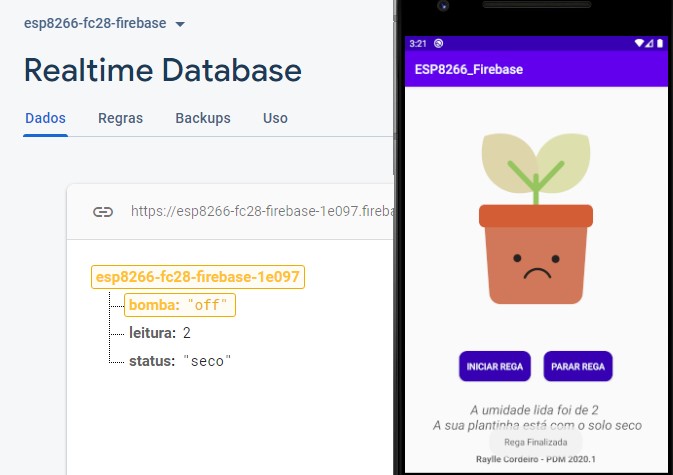 esp8266-fc28-firebase
Realtime Database
Dados Regras Backups Uso
https://esp8266-fc28-firebase-1e097.fireba
esp8266-fc28-firebase-1e097
bomba: "off"
leitura: 2
status: "seco"
3:21
ESP8266_Firebase
INICIAR REGA PARAR REGA
A umidade lida foi de 2
A sua plantinha está com o solo seco
Rega Finalizada
Raylle Cordeiro - PDM 2020.1